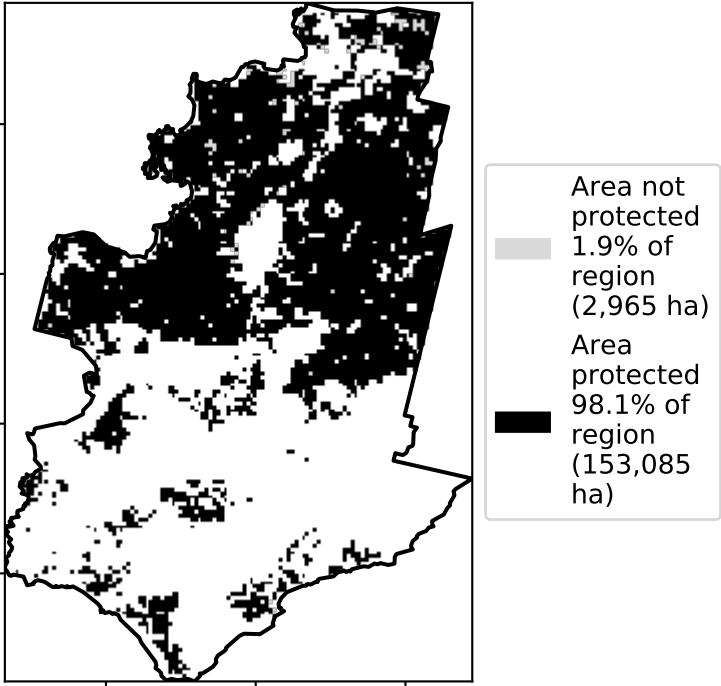 Area not
protected
1.9% of
region
(2,965 ha)
Area
protected
98.1% of
region
(153,085
ha)